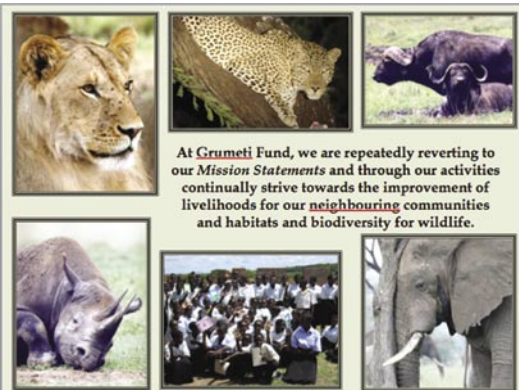 At Grumeti Fund, we are repeatedly reverting to
our Mission Statements and through our activities
continually strive towards the improvement of
livelihoods for our neighbouring communities
and habitats and biodiversity for wildlife.